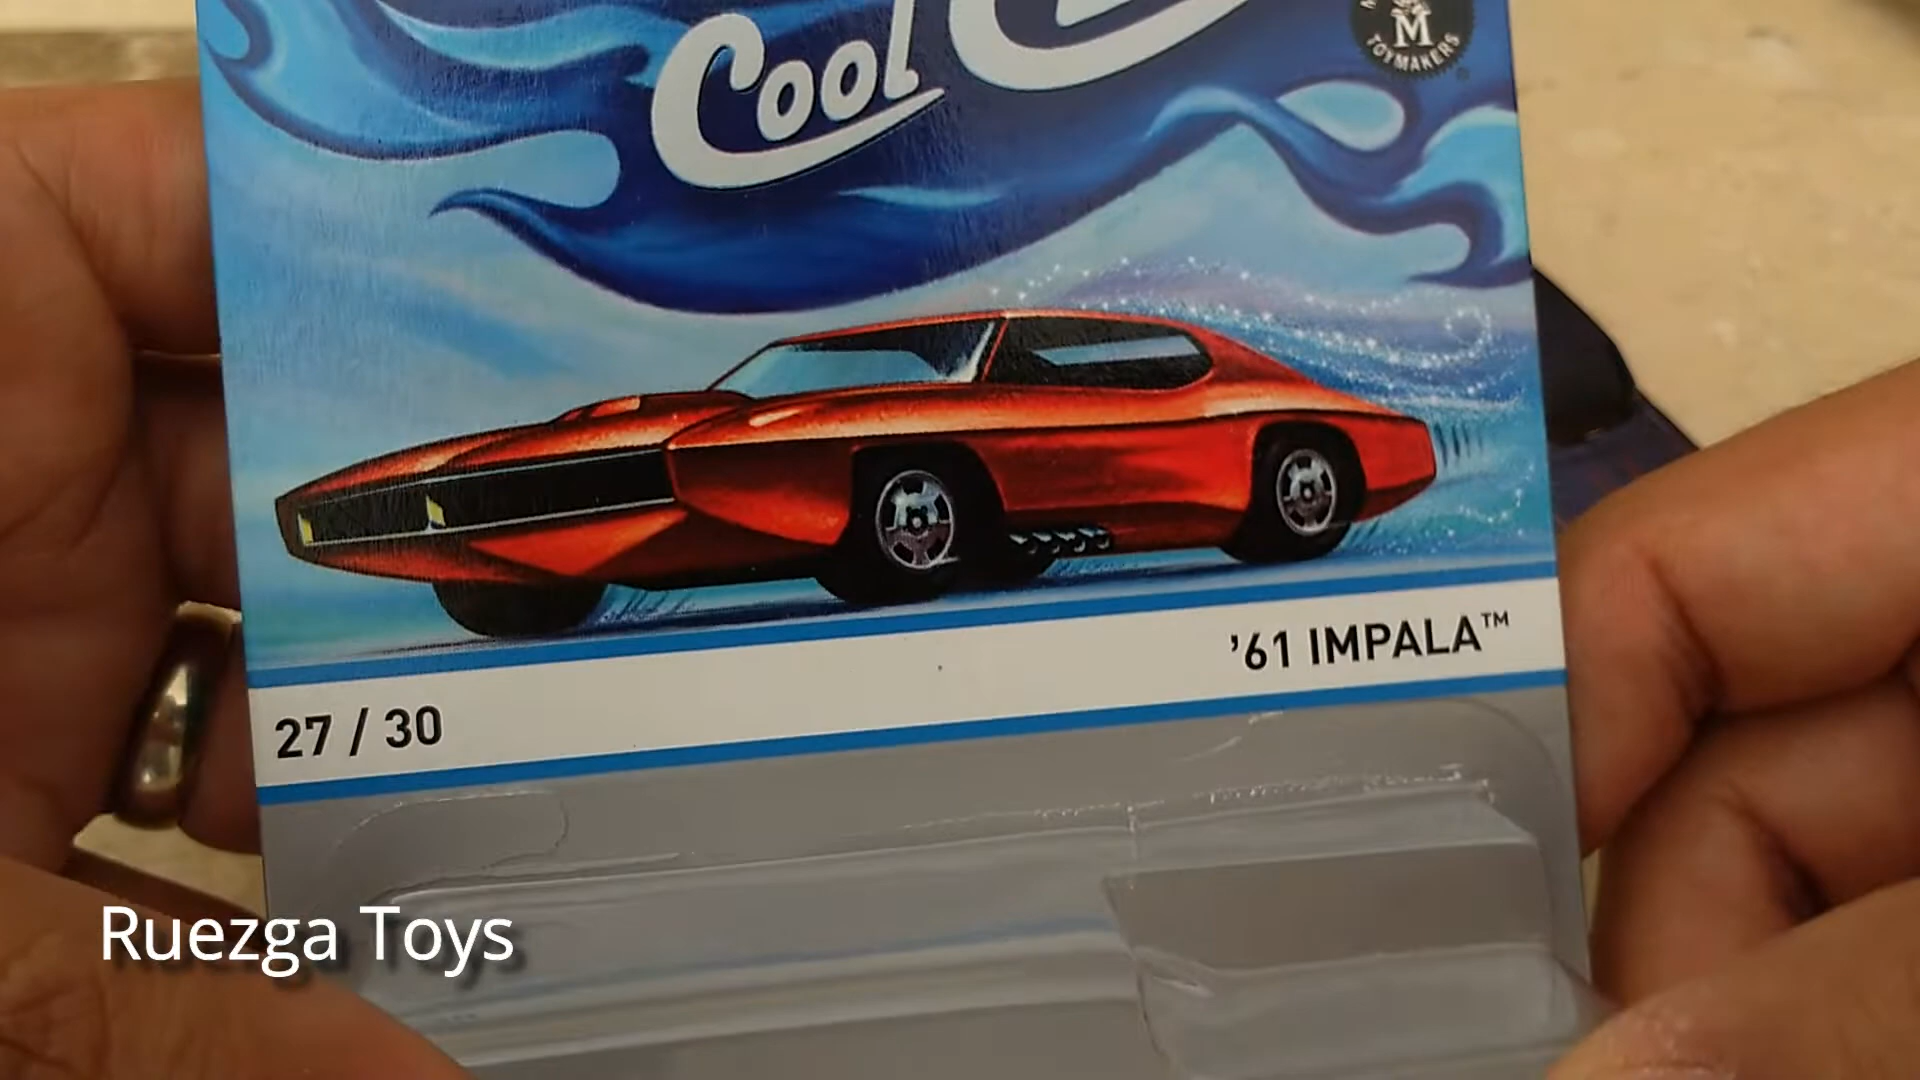 Cool
M
TOYMAKERS
'61 IMPALA™
27 / 30
Ruezga Toys